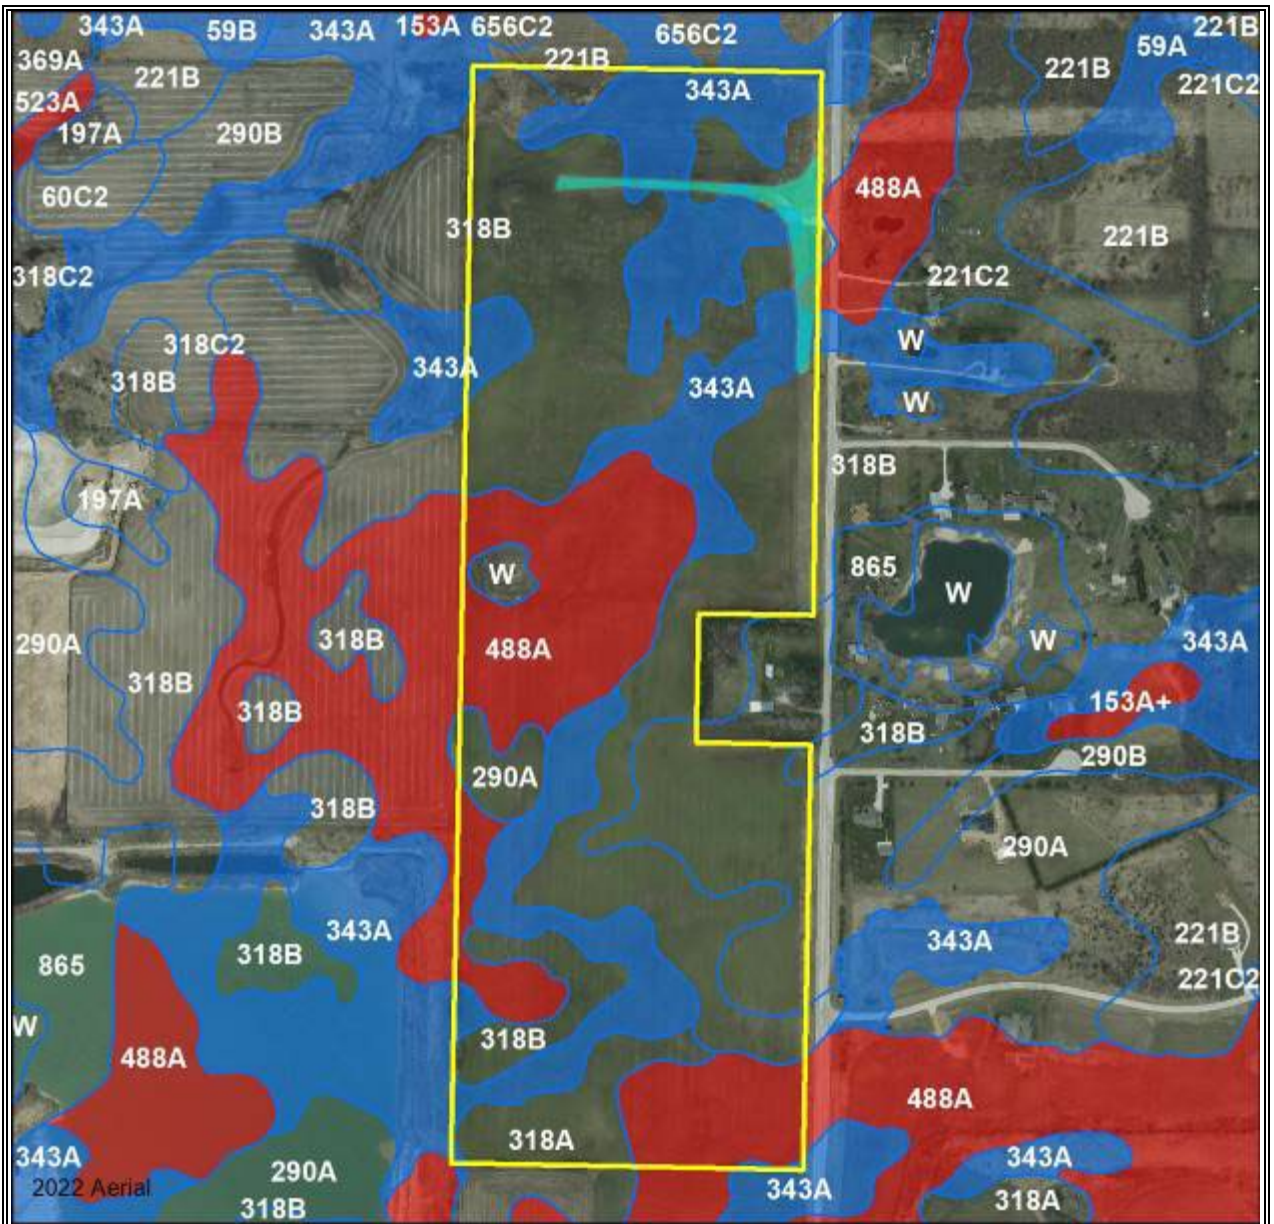 343A 59B 343A 153A 656C2 656C2 221B
369A 221B 221B 221B 59A
523A 343A 221C2
197A 290B
60C2 488A
318B 221B
318C2 221C2
318C2 W
318B 343A 343A W
318B
197A
W 865 W
290A 318B 488A W 343A
318B 153A+
318B 318B
290A 290B
318B
290A
343A 343A 221B
865 318B 221C2
W 318B
488A 488A
318A
343A 290A 343A
2022 Aerial 343A
318B 318A